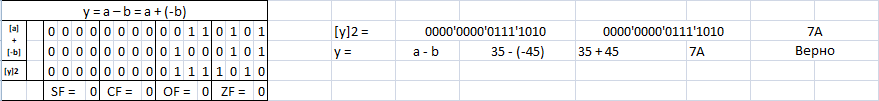 y = a – b = a + (-b)
[a] 0 0 0 0 0 0 0 0 0 0 1 1 0 1 0 1
+
[-b] 0 0 0 0 0 0 0 0 0 1 0 0 0 1 0 1
[y]2 0 0 0 0 0 0 0 0 0 1 1 1 1 0 1 0
SF = 0 CF = 0 OF = 0 ZF = 0
[y]2 = 0000'0000'0111'1010 0000'0000'0111'1010 7A
y = a - b 35 - (-45) 35 + 45 7A Верно